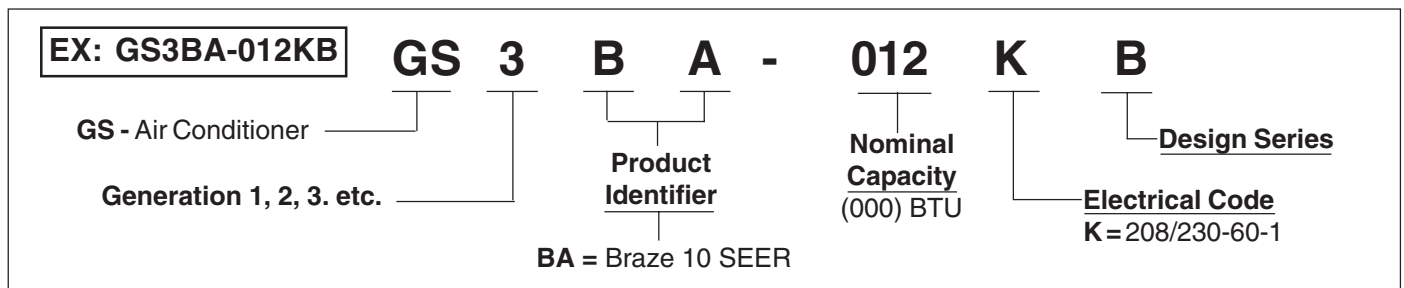 EX: GS3BA-012KB
GS 3 B A - 012 K B
GS - Air Conditioner
Generation 1, 2, 3. etc.
Product
Identifier
BA = Braze 10 SEER
Nominal
Capacity
(000) BTU
Design Series
Electrical Code
K = 208/230-60-1